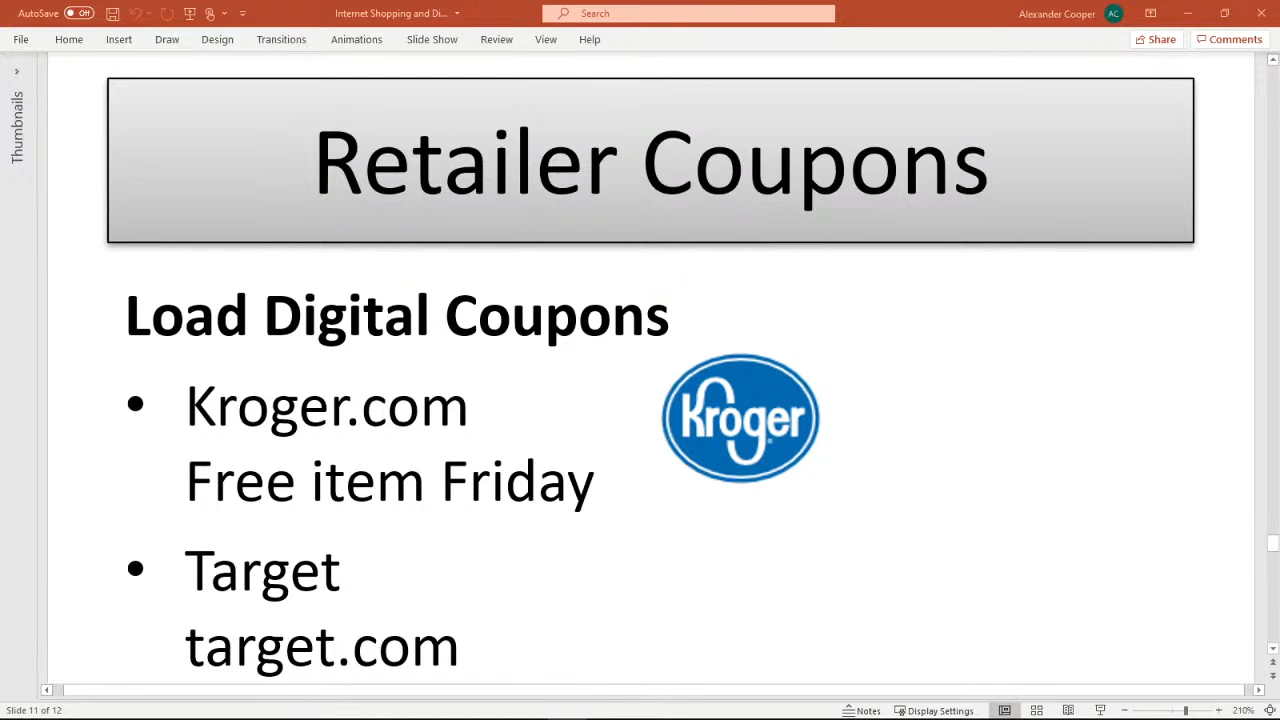 AutoSave Off Internet Shopping and Di... Search Alexander Cooper AC
File Home Insert Draw Design Transitions Animations Slide Show Review View Help Share Comments
Thumbnails
Retailer Coupons
Load Digital Coupons
• Kroger.com
Free item Friday
Kroger
• Target
target.com
Slide 11 of 12 Notes Display Settings 210%